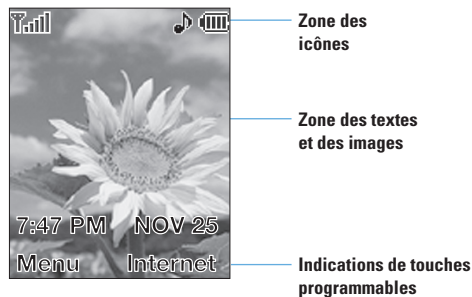 Zone des
icônes
Zone des textes
et des images
7:47 PM NOV 25
Menu Internet
Indications de touches
programmables